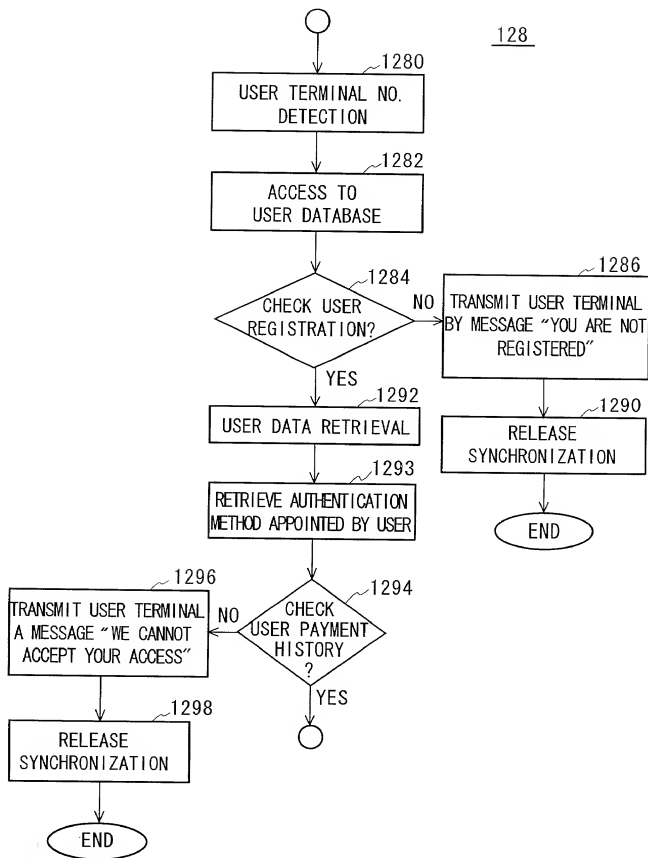 128
1280
USER TERMINAL NO.
DETECTION
1282
ACCESS TO
USER DATABASE
1284
CHECK USER
REGISTRATION?
NO
YES
1286
TRANSMIT USER TERMINAL
BY MESSAGE "YOU ARE NOT
REGISTERED"
1290
RELEASE
SYNCHRONIZATION
END
1292
USER DATA RETRIEVAL
1293
RETRIEVE AUTHENTICATION
METHOD APPOINTED BY USER
1294
CHECK
USER PAYMENT
HISTORY
?
NO
YES
1296
TRANSMIT USER TERMINAL
A MESSAGE "WE CANNOT
ACCEPT YOUR ACCESS"
1298
RELEASE
SYNCHRONIZATION
END